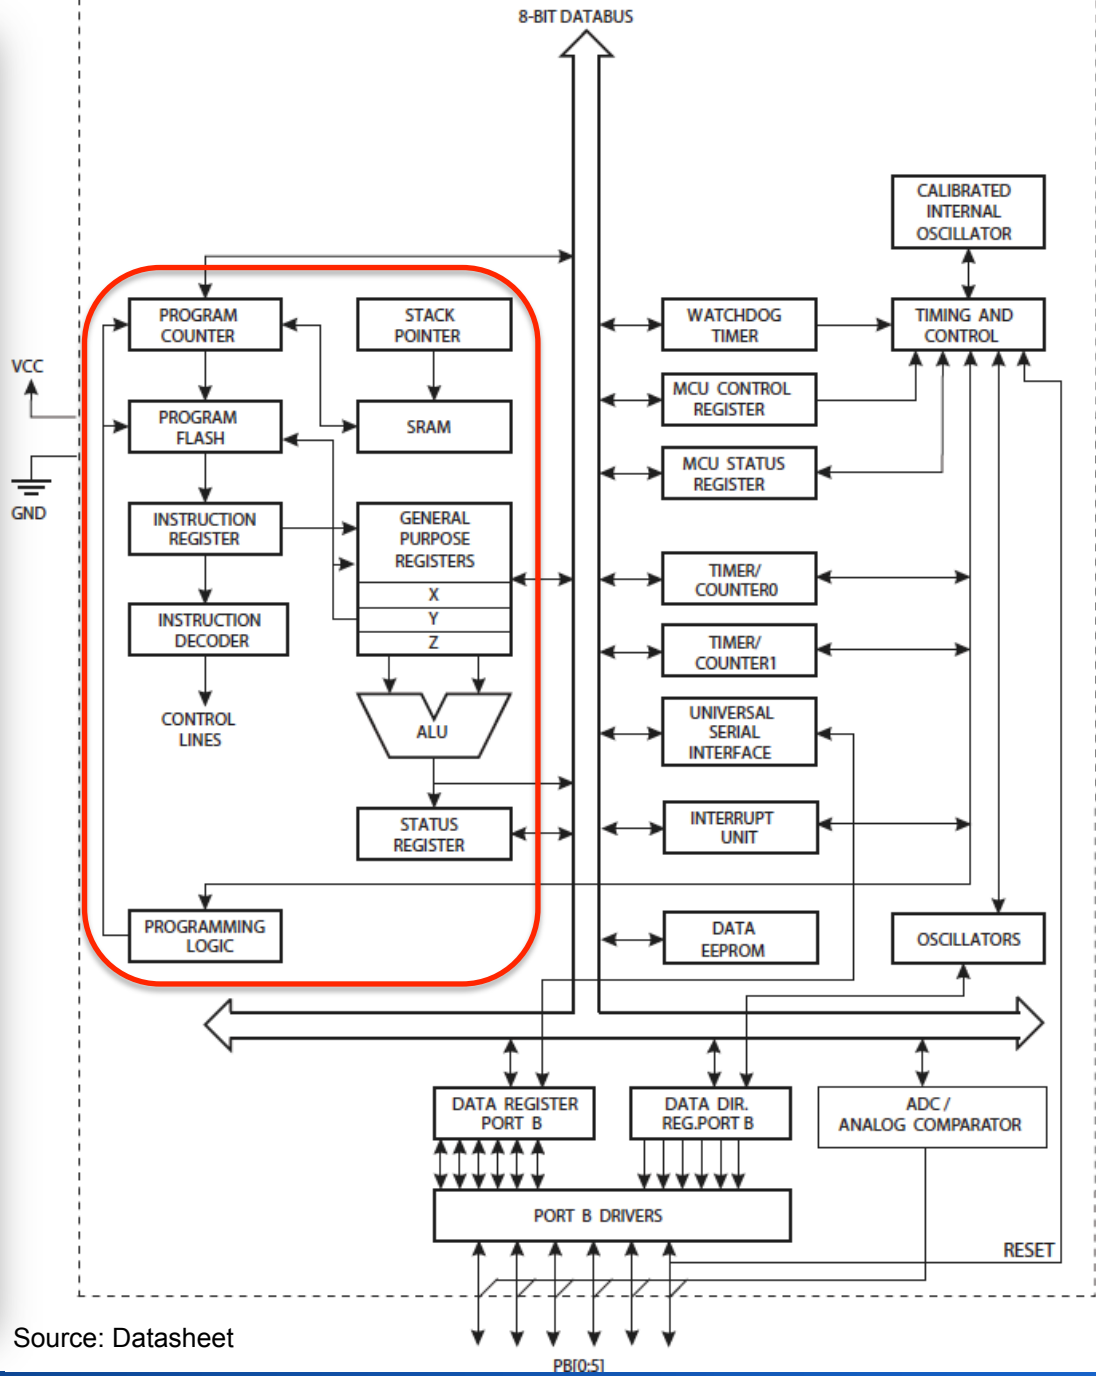 8-BIT DATABUS
CALIBRATED
INTERNAL
OSCILLATOR
PROGRAM
COUNTER
STACK
POINTER
WATCHDOG
TIMER
TIMING AND
CONTROL
VCC
MCU CONTROL
REGISTER
PROGRAM
FLASH
SRAM
MCU STATUS
REGISTER
GND
INSTRUCTION
REGISTER
GENERAL
PURPOSE
REGISTERS
X
Y
Z
TIMER/
COUNTER0
INSTRUCTION
DECODER
TIMER/
COUNTER1
CONTROL
LINES
ALU
UNIVERSAL
SERIAL
INTERFACE
STATUS
REGISTER
INTERRUPT
UNIT
PROGRAMMING
LOGIC
DATA
EEPROM
OSCILLATORS
DATA REGISTER
PORT B
DATA DIR.
REG.PORT B
ADC /
ANALOG COMPARATOR
PORT B DRIVERS
RESET
Source: Datasheet
PB[0:5]